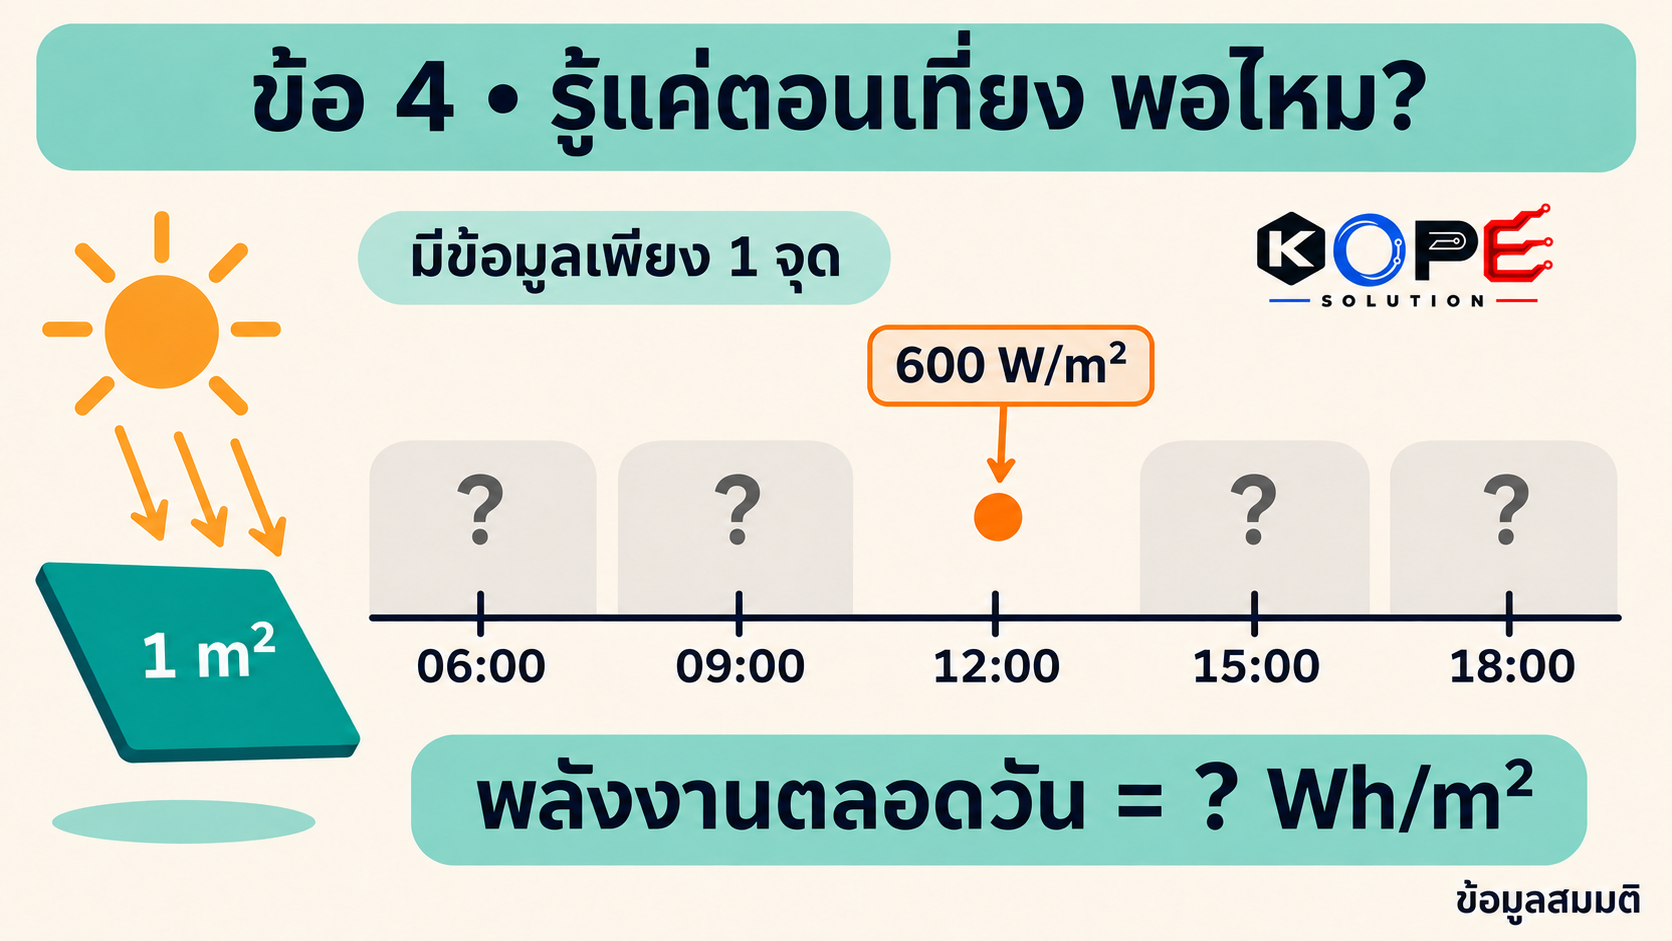 ข้อ 4 • รู้แค่ตอนเที่ยง พอไหม?
มีข้อมูลเพียง 1 จุด
KOPE
SOLUTION
600 W/m²
? ? ? ?
1 m²
06:00 09:00 12:00 15:00 18:00
พลังงานตลอดวัน = ? Wh/m²
ข้อมูลสมมติ